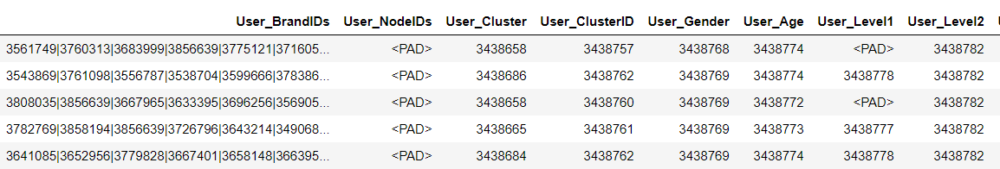 User_BrandIDs User_NodeIDs User_Cluster User_ClusterID User_Gender User_Age User_Level1 User_Level2
3561749|3760313|3683999|3856639|3775121|371605... <PAD> 3438658 3438757 3438768 3438774 <PAD> 3438782
3543869|3761098|3556787|3538704|3599666|378386... <PAD> 3438686 3438762 3438769 3438774 3438778 3438782
3808035|3856639|3667965|3633395|3696256|356905... <PAD> 3438658 3438760 3438769 3438772 <PAD> 3438782
3782769|3858194|3856639|3726796|3643214|349068... <PAD> 3438665 3438761 3438769 3438773 3438777 3438782
3641085|3652956|3779828|3667401|3658148|366395... <PAD> 3438684 3438762 3438769 3438774 3438778 3438782